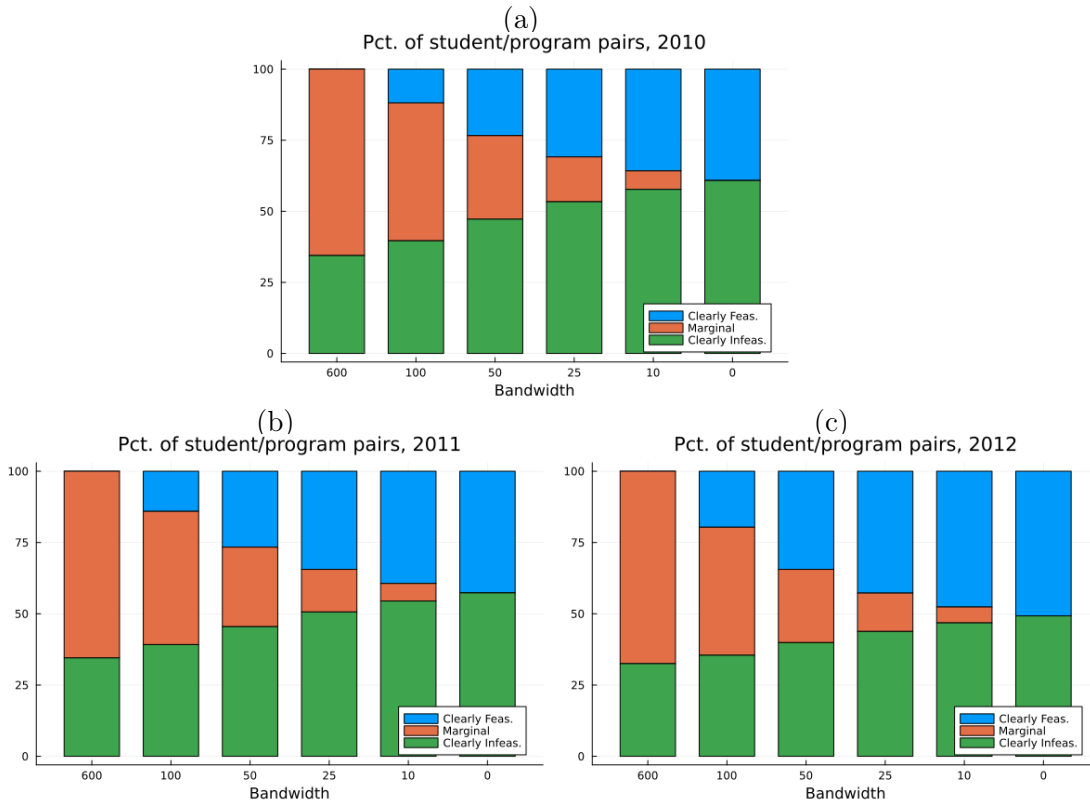 (a)
Pct. of student/program pairs, 2010
100
75
50
25
0
600 100 50 25 10 0
Bandwidth
Clearly Feas.
Marginal
Clearly Infeas.
(b)
Pct. of student/program pairs, 2011
100
75
50
25
0
600 100 50 25 10 0
Bandwidth
Clearly Feas.
Marginal
Clearly Infeas.
(c)
Pct. of student/program pairs, 2012
100
75
50
25
0
600 100 50 25 10 0
Bandwidth
Clearly Feas.
Marginal
Clearly Infeas.